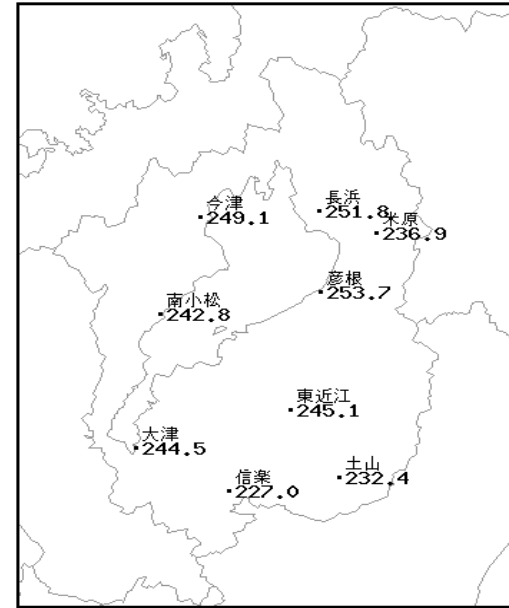 今津
249.1
長浜
251.8
米原
236.9
彦根
253.7
南小松
242.8
東近江
245.1
大津
244.5
土山
232.4
信楽
227.0